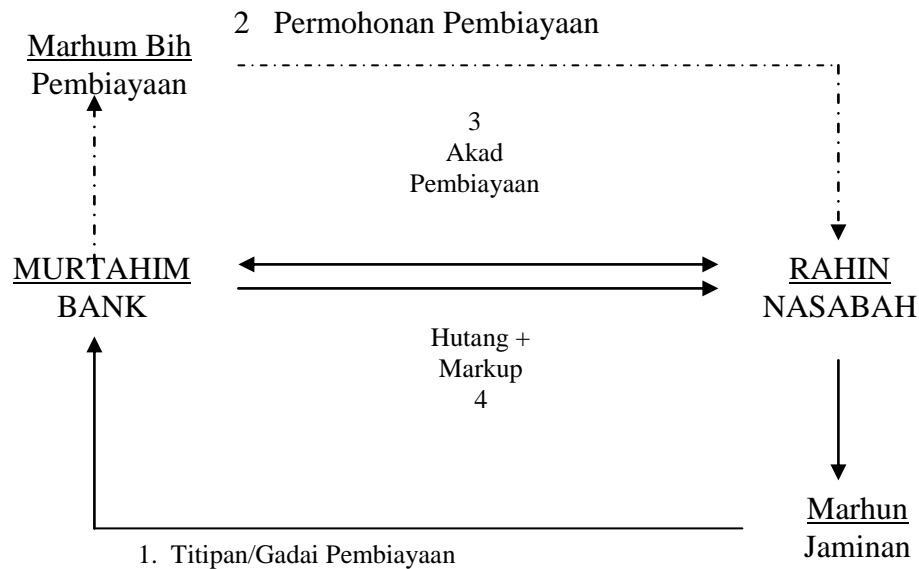 2 Permohonan Pembiayaan
Marhum Bih
Pembiayaan
3
Akad
Pembiayaan
MURTAHIM
BANK
RAHIN
NASABAH
Hutang +
Markup
4
Marhun
Jaminan
1. Titipan/Gadai Pembiayaan